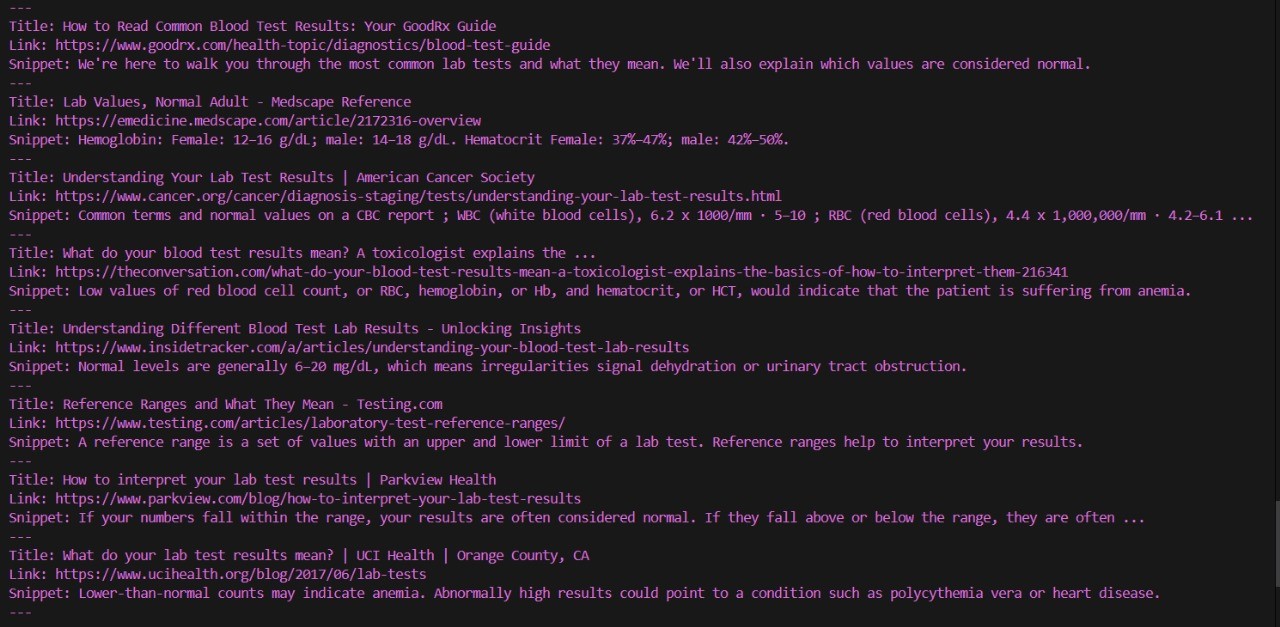 ---
Title: How to Read Common Blood Test Results: Your GoodRx Guide
Link: https://www.goodrx.com/health-topic/diagnostics/blood-test-guide
Snippet: We're here to walk you through the most common lab tests and what they mean. We'll also explain which values are considered normal.
---
Title: Lab Values, Normal Adult - Medscape Reference
Link: https://emedicine.medscape.com/article/2172316-overview
Snippet: Hemoglobin: Female: 12–16 g/dL; male: 14–18 g/dL. Hematocrit Female: 37%–47%; male: 42%–50%.
---
Title: Understanding Your Lab Test Results | American Cancer Society
Link: https://www.cancer.org/cancer/diagnosis-staging/tests/understanding-your-lab-test-results.html
Snippet: Common terms and normal values on a CBC report ; WBC (white blood cells), 6.2 x 1000/mm · 5–10 ; RBC (red blood cells), 4.4 x 1,000,000/mm · 4.2–6.1 ...
---
Title: What do your blood test results mean? A toxicologist explains the ...
Link: https://theconversation.com/what-do-your-blood-test-results-mean-a-toxicologist-explains-the-basics-of-how-to-interpret-them-216341
Snippet: Low values of red blood cell count, or RBC, hemoglobin, or Hb, and hematocrit, or HCT, would indicate that the patient is suffering from anemia.
---
Title: Understanding Different Blood Test Lab Results - Unlocking Insights
Link: https://www.insidetracker.com/a/articles/understanding-your-blood-test-lab-results
Snippet: Normal levels are generally 6–20 mg/dL, which means irregularities signal dehydration or urinary tract obstruction.
---
Title: Reference Ranges and What They Mean - Testing.com
Link: https://www.testing.com/articles/laboratory-test-reference-ranges/
Snippet: A reference range is a set of values with an upper and lower limit of a lab test. Reference ranges help to interpret your results.
---
Title: How to interpret your lab test results | Parkview Health
Link: https://www.parkview.com/blog/how-to-interpret-your-lab-test-results
Snippet: If your numbers fall within the range, your results are often considered normal. If they fall above or below the range, they are often ...
---
Title: What do your lab test results mean? | UCI Health | Orange County, CA
Link: https://www.ucihealth.org/blog/2017/06/lab-tests
Snippet: Lower-than-normal counts may indicate anemia. Abnormally high results could point to a condition such as polycythemia vera or heart disease.
---